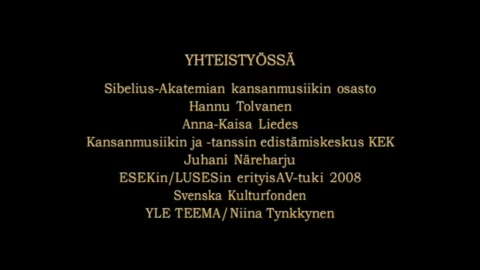 YHTEISTYÖSSÄ
Sibelius-Akatemian kansanmusiikin osasto
Hannu Tolvanen
Anna-Kaisa Liedes
Kansanmusiikin ja -tanssin edistämiskeskus KEK
Juhani Näreharju
ESEKin/LUSESin erityisAV-tuki 2008
Svenska Kulturfonden
YLE TEEMA/Niina Tynkkynen